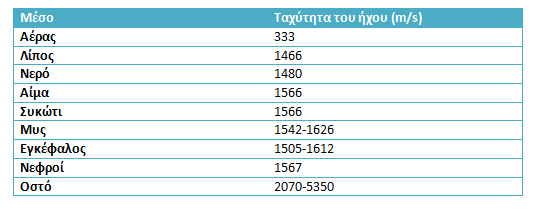 Μέσο Ταχύτητα του ήχου (m/s)
Αέρας 333
Λίπος 1466
Νερό 1480
Αίμα 1566
Συκώτι 1566
Μυς 1542-1626
Εγκέφαλος 1505-1612
Νεφροί 1567
Οστό 2070-5350